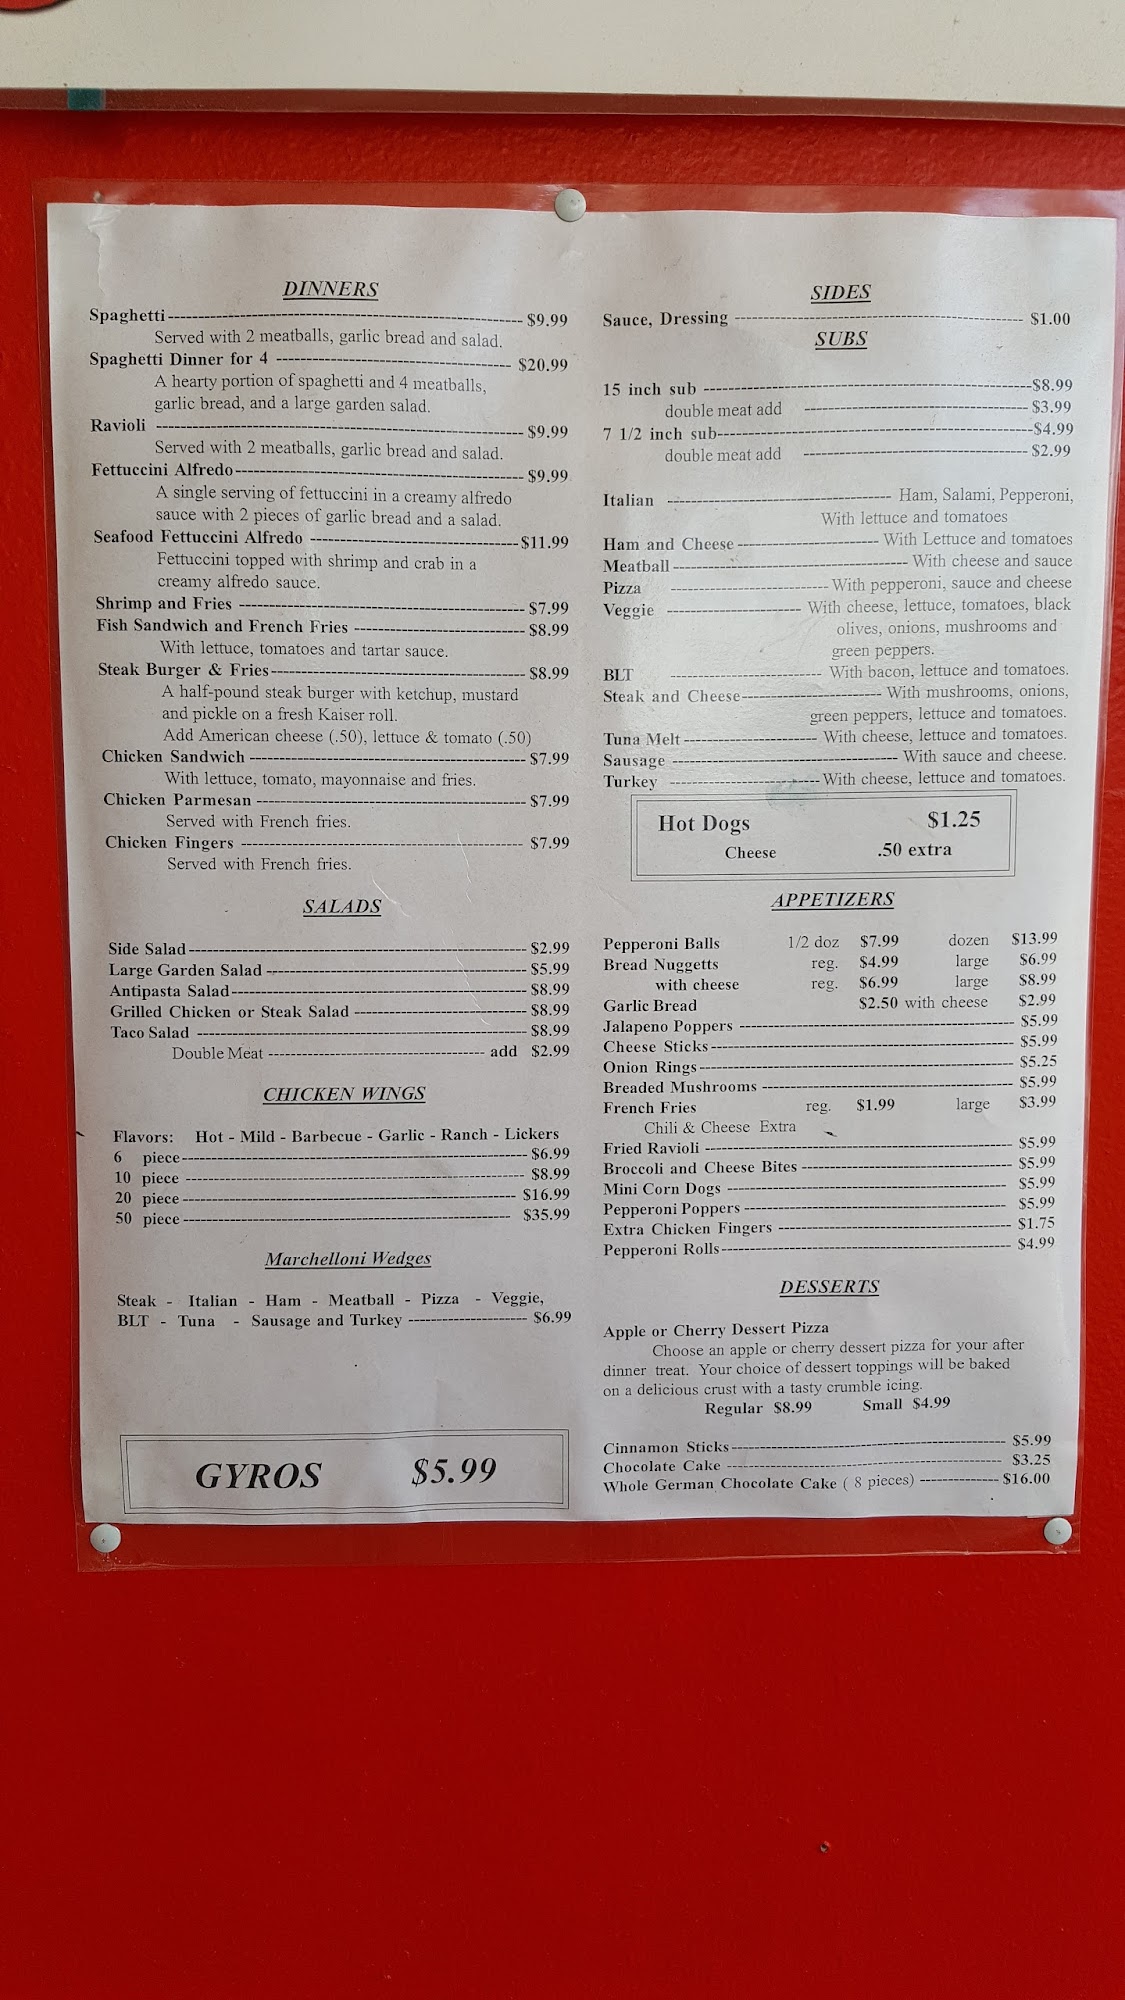 DINNERS
Spaghetti --- $9.99
Served with 2 meatballs, garlic bread and salad.
Spaghetti Dinner for 4 --- $20.99
A hearty portion of spaghetti and 4 meatballs,
garlic bread, and a large garden salad.
Ravioli --- $9.99
Served with 2 meatballs, garlic bread and salad.
Fettuccini Alfredo --- $9.99
A single serving of fettuccini in a creamy alfredo
sauce with 2 pieces of garlic bread and a salad.
Seafood Fettuccini Alfredo --- $11.99
Fettuccini topped with shrimp and crab in a
creamy alfredo sauce.
Shrimp and Fries --- $7.99
Fish Sandwich and French Fries --- $8.99
With lettuce, tomatoes and tartar sauce.
Steak Burger & Fries --- $8.99
A half-pound steak burger with ketchup, mustard
and pickle on a fresh Kaiser roll.
Add American cheese (.50), lettuce & tomato (.50)
Chicken Sandwich --- $7.99
With lettuce, tomato, mayonnaise and fries.
Chicken Parmesan --- $7.99
Served with French fries.
Chicken Fingers --- $7.99
Served with French fries.
SALADS
Side Salad --- $2.99
Large Garden Salad --- $5.99
Antipasta Salad --- $8.99
Grilled Chicken or Steak Salad --- $8.99
Taco Salad --- $8.99
Double Meat --- add $2.99
CHICKEN WINGS
Flavors: Hot - Mild - Barbecue - Garlic - Ranch - Lickers
6 piece --- $6.99
10 piece --- $8.99
20 piece --- $16.99
50 piece --- $35.99
Marchelloni Wedges
Steak - Italian - Ham - Meatball - Pizza - Veggie,
BLT - Tuna - Sausage and Turkey --- $6.99
GYROS $5.99
SIDES
Sauce, Dressing --- $1.00
SUBS
15 inch sub --- $8.99
double meat add --- $3.99
7 1/2 inch sub --- $4.99
double meat add --- $2.99
Italian --- Ham, Salami, Pepperoni,
With lettuce and tomatoes
Ham and Cheese --- With Lettuce and tomatoes
Meatball --- With cheese and sauce
Pizza --- With pepperoni, sauce and cheese
Veggie --- With cheese, lettuce, tomatoes, black
olives, onions, mushrooms and
green peppers.
BLT --- With bacon, lettuce and tomatoes.
Steak and Cheese --- With mushrooms, onions,
green peppers, lettuce and tomatoes.
Tuna Melt --- With cheese, lettuce and tomatoes.
Sausage --- With sauce and cheese.
Turkey --- With cheese, lettuce and tomatoes.
Hot Dogs $1.25
Cheese .50 extra
APPETIZERS
Pepperoni Balls 1/2 doz $7.99 dozen $13.99
Bread Nuggetts reg. $4.99 large $6.99
with cheese reg. $6.99 large $8.99
Garlic Bread $2.50 with cheese $2.99
Jalapeno Poppers --- $5.99
Cheese Sticks --- $5.99
Onion Rings --- $5.25
Breaded Mushrooms --- $5.99
French Fries reg. $1.99 large $3.99
Chili & Cheese Extra
Fried Ravioli --- $5.99
Broccoli and Cheese Bites --- $5.99
Mini Corn Dogs --- $5.99
Pepperoni Poppers --- $5.99
Extra Chicken Fingers --- $1.75
Pepperoni Rolls --- $4.99
DESSERTS
Apple or Cherry Dessert Pizza
Choose an apple or cherry dessert pizza for your after
dinner treat. Your choice of dessert toppings will be baked
on a delicious crust with a tasty crumble icing.
Regular $8.99 Small $4.99
Cinnamon Sticks --- $5.99
Chocolate Cake --- $3.25
Whole German Chocolate Cake ( 8 pieces) --- $16.00